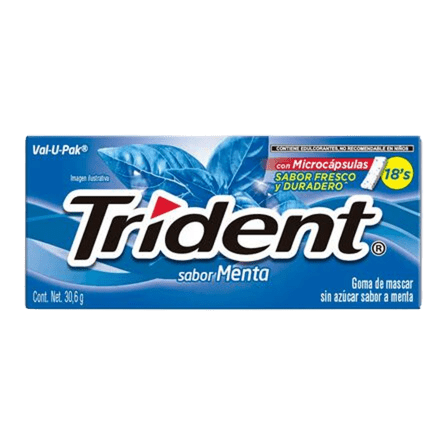 Val-U-Pak®
CONTIENE EDULCORANTES, NO RECOMENDABLE EN NIÑOS
con Microcápsulas
SABOR FRESCO
y DURADERO
18's
Imagen ilustrativa
Trident®
sabor Menta
Cont. Net. 30,6 g
Goma de mascar
sin azúcar sabor a menta